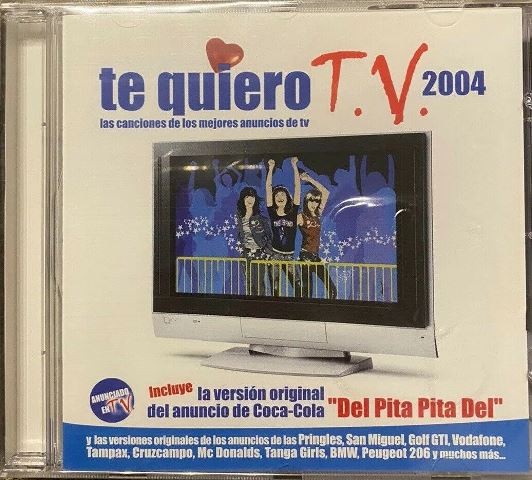 te quiero T.V. 2004
las canciones de los mejores anuncios de tv
THE BAND
ANUNCIADO
EN TV
Incluye la versión original
del anuncio de Coca-Cola "Del Pita Pita Del"
y las versiones originales de los anuncios de las Pringles, San Miguel, Golf GTI, Vodafone,
Tampax, Cruzcampo, Mc Donalds, Tanga Girls, BMW, Peugeot 206 y muchos más...